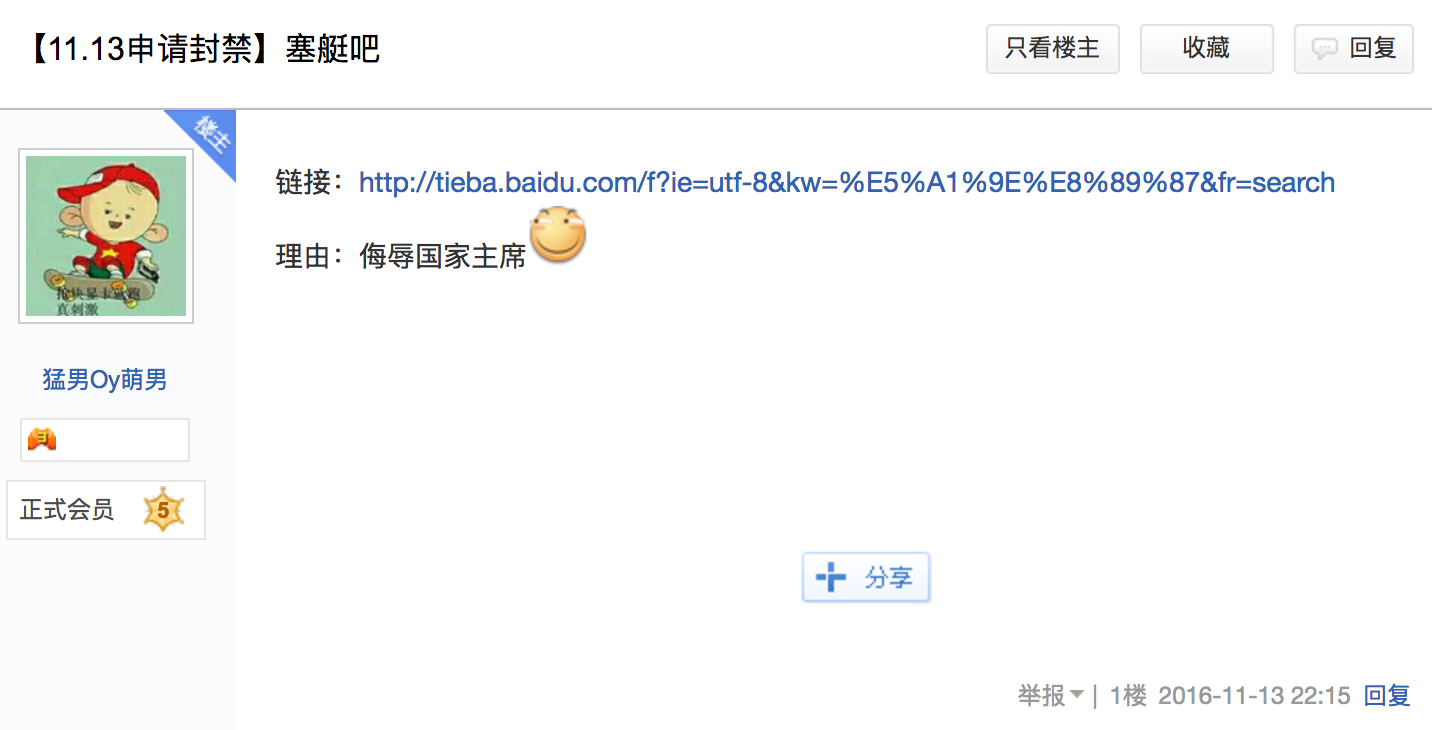 【11.13申请封禁】塞艇吧
只看楼主
收藏
回复
楼主
链接：http://tieba.baidu.com/f?ie=utf-8&kw=%E5%A1%9E%E8%89%87&fr=search
理由：侮辱国家主席
真刺激
猛男Oy萌男
3
正式会员
5
分享
举报 | 1楼 2016-11-13 22:15 回复